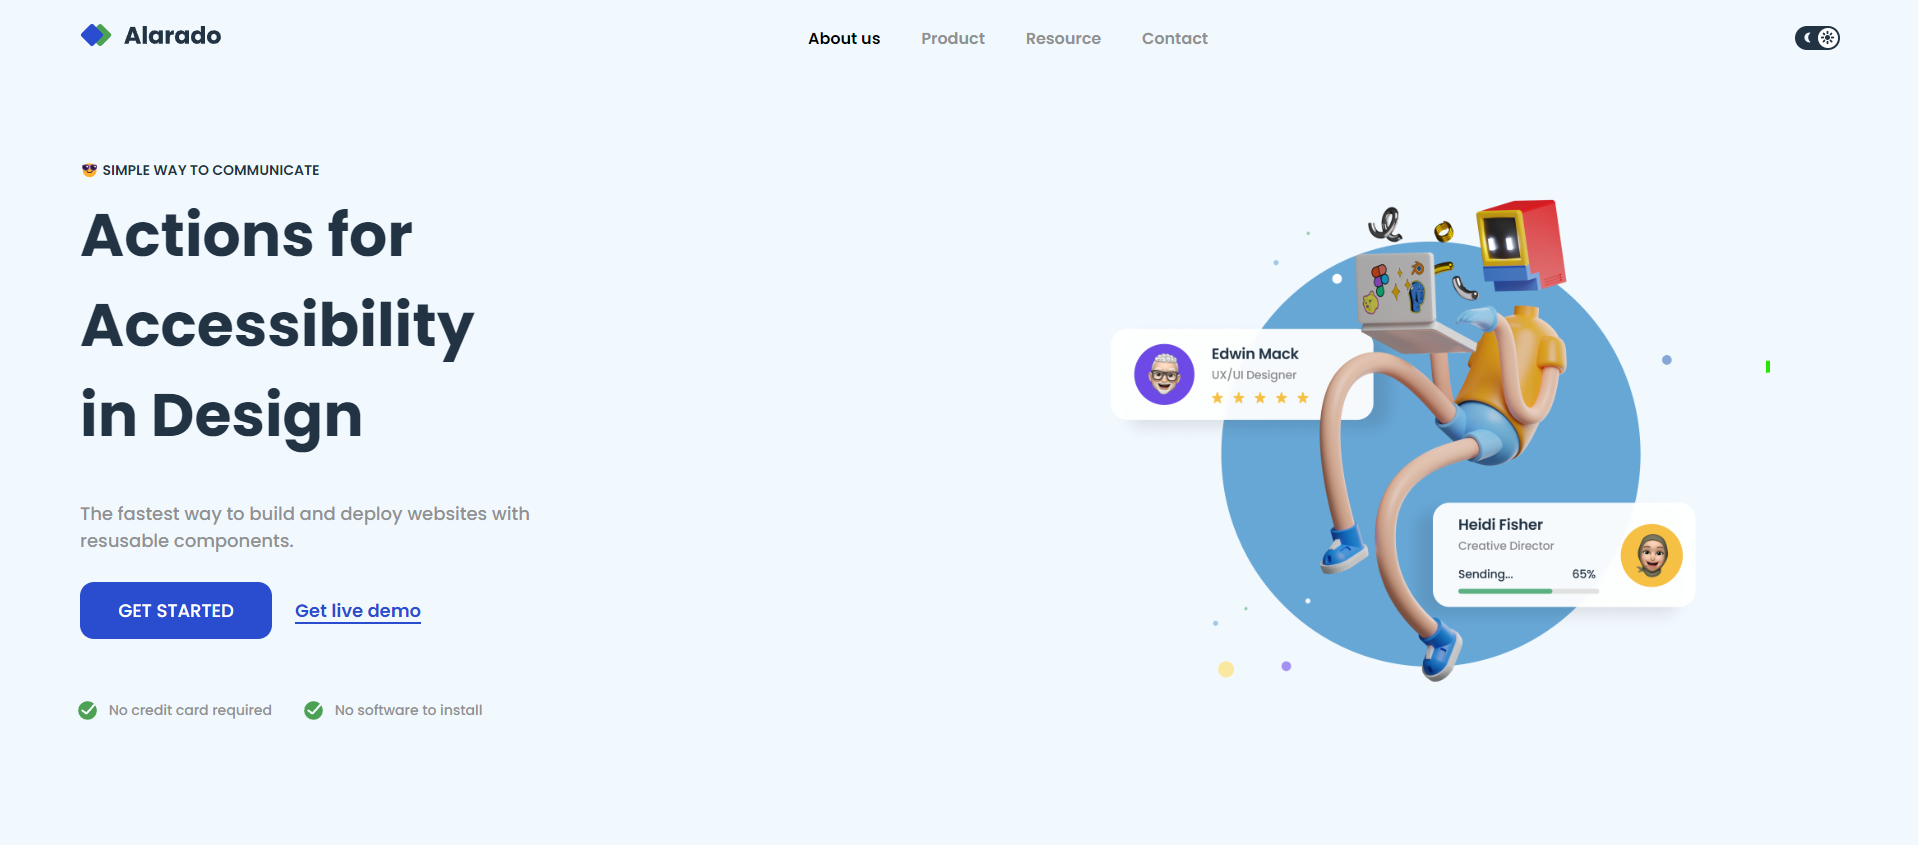 Alarado
About us
Product
Resource
Contact
😎 SIMPLE WAY TO COMMUNICATE
Actions for
Accessibility
in Design
The fastest way to build and deploy websites with
resusable components.
GET STARTED
Get live demo
No credit card required
No software to install
Edwin Mack
UX/UI Designer
Heidi Fisher
Creative Director
Sending...
65%